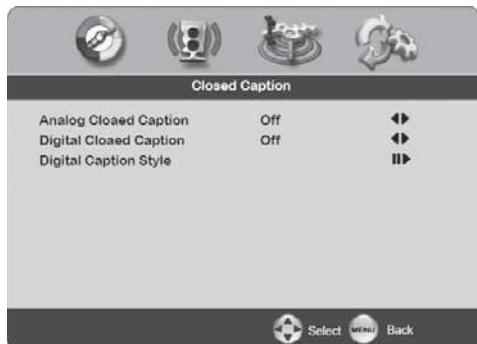 Closed Caption
Analog Cloaed Caption Off
Digital Cloaed Caption Off
Digital Caption Style
Select MENU Back